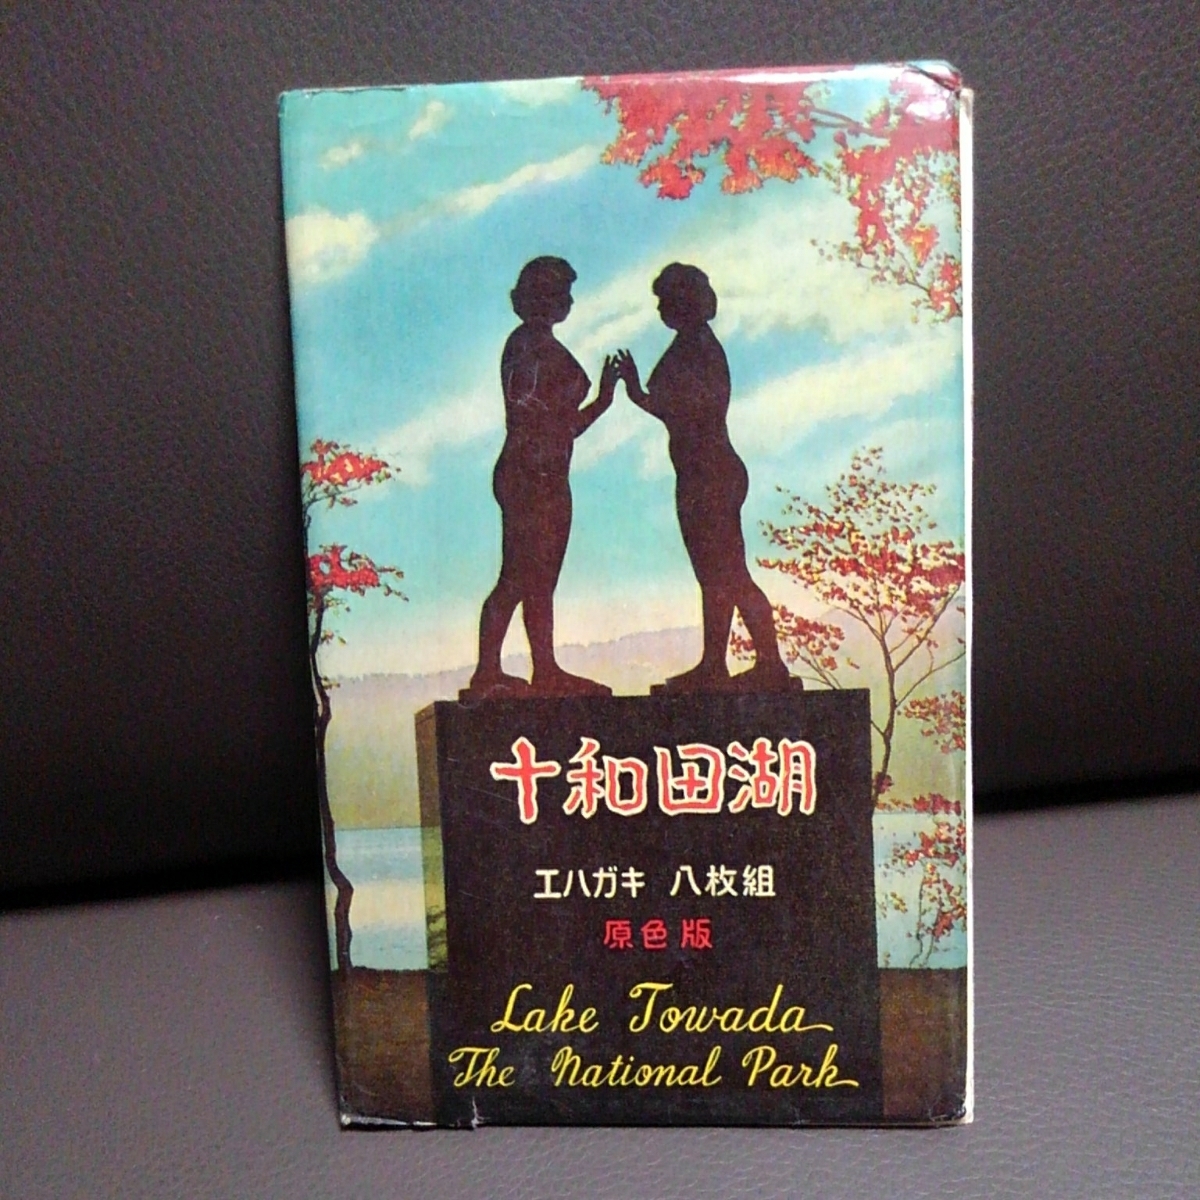 十和田湖
エハガキ 八枚組
原色版
Lake Towada
The National Park